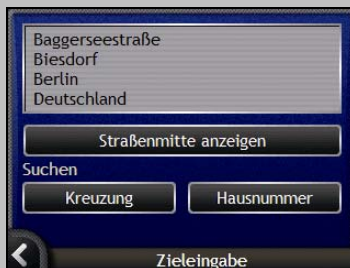 Baggerseestraße
Biesdorf
Berlin
Deutschland
Straßenmitte anzeigen
Suchen
Kreuzung Hausnummer
Zieleingabe